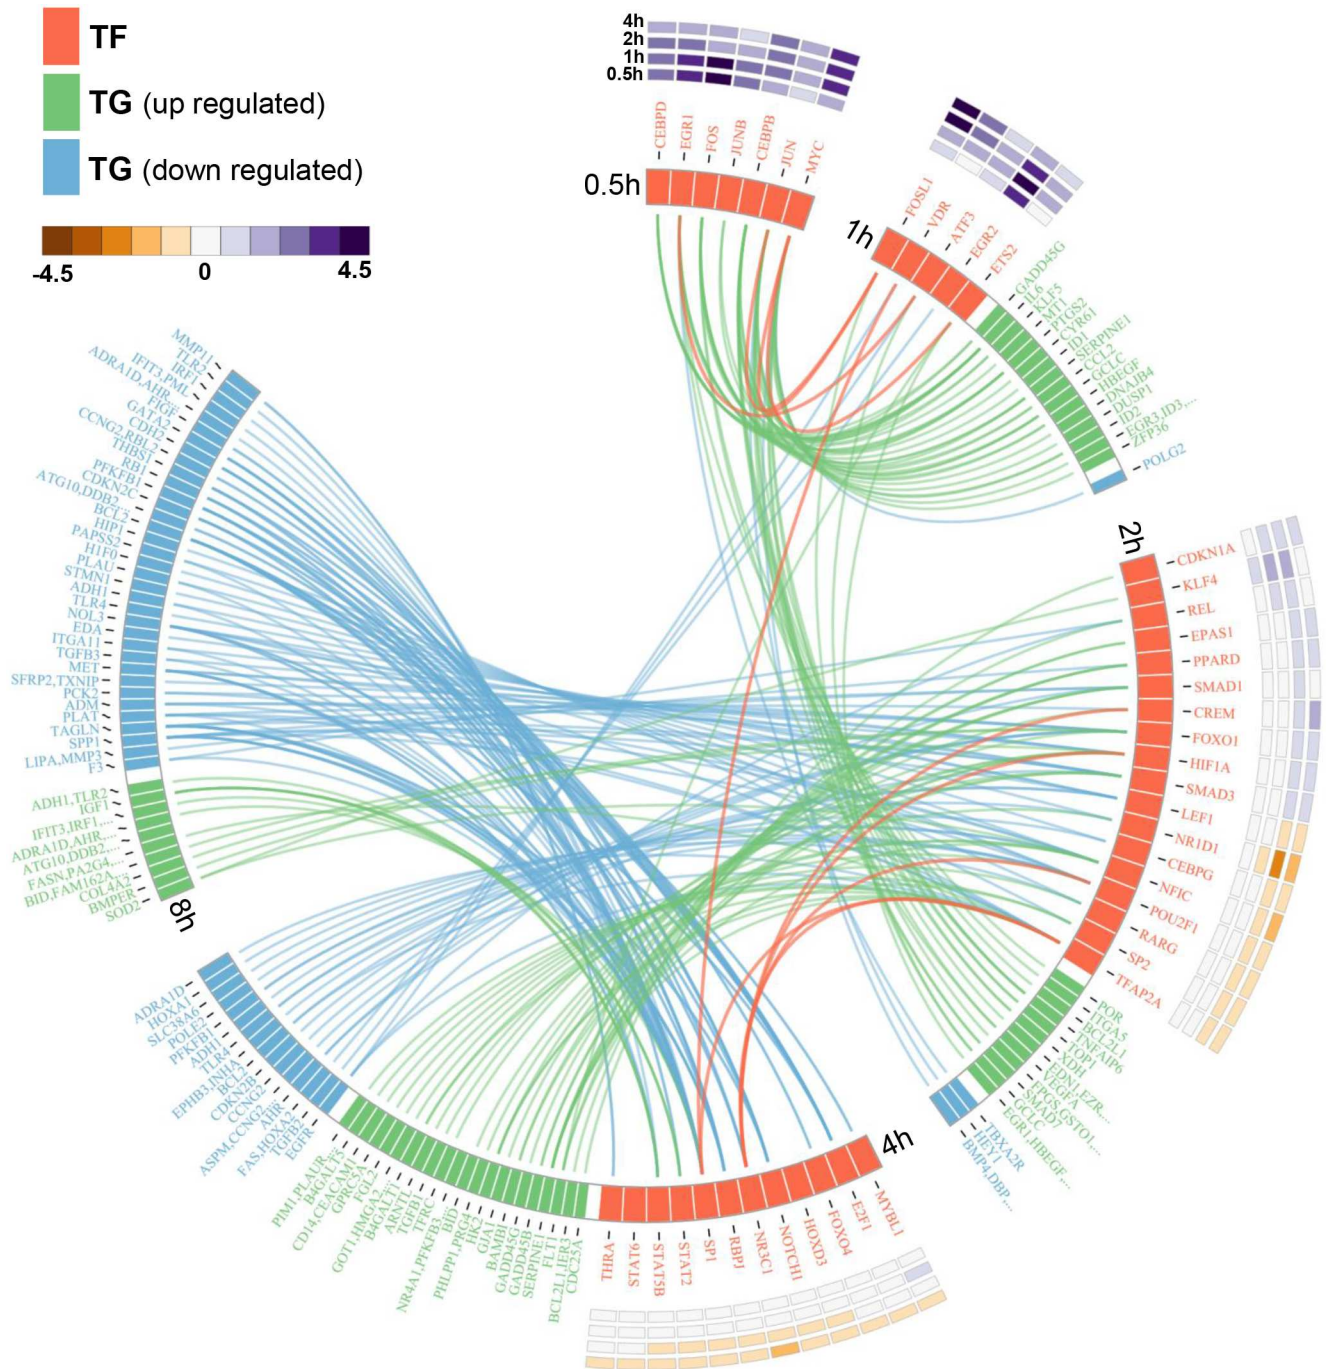 TF
TG (up regulated)
TG (down regulated)
-4.5 0 4.5
4h
2h
1h
0.5h
0.5h
CEBPD
EGR1
FOS
JUNB
CEBPB
JUN
MYC
1h
FOSL1
VDR
ATF3
EGR2
ETS2
GADD45G
IL6
KLF5
MT1
PTGS2
CYR61
ID1
SERPINE1
CCL2
GCLC
HBEGF
DNAJB4
DUSP1
ID2
EGR3,ID3,...
ZFP36
POLG2
2h
CDKN1A
KLF4
REL
EPAS1
PPARD
SMAD1
CREM
FOXO1
HIF1A
SMAD3
LEF1
NR1D1
CEBPG
NFIC
POU2F1
RARG
SP2
TFAP2A
POR
ITGA5
BCL2L1
TNFAIP6
YOP1
XDH
EDN1,EZR...
VEGFA
FPGS,GSTO1,...
SMAD7
GCLC
EGR1,HBEGF,...
TBXA2R
HEY1
BMP4,DBP,...
4h
MYBL1
E2F1
FOXO4
HOXD3
NOTCH1
NR3C1
RBPJ
SP1
STAT2
STAT5B
STAT6
THRA
CDC25A
BCL2L1,IER3
FLT1
SERPINE1
GADD45B
GADD45G
BAMBI
GJA1
HK2
PHLPP1,PRG4
BID
NR4A1,PFKFB3...
TFRC
TGFB1
ARNTL
B4GALT1
GOT1,HMGA2...
FGL2
GPRC5A
CD14,CEACAM1
B4GALT5
PIM1,PLAUR...
EGFR
TGFB2
FAS,HOXA2
AHR
ASPM,CCNG2
CCNG2
CDKN2B
BCL2
EPHB3,INHA
TLR4
ADH1
PFKFB1
POLE2
SLC38A6
HOXA1
ADRA1D
8h
SOD2
BMPER
COL4A2
BID,FAM162A...
FASN,PA2G4,...
ATG10,DDB2,...
ADRA1D,AHR,...
IFIT3,IRF1,...
IGF1
ADH1,TLR2
F3
LIPA,MMP3
SPP1
TAGLN
PLAT
ADM
PCK2
SFRP2,TXNIP
MET
TGFB3
ITGA11
EDA
NOL3
TLR4
ADH1
STMN1
PLAU
H1F0
PAPSS2
HIP1
BCL2
ATG10,DDB2,...
CDKN2C
PFKFB1
RB1
THBS1
CCNG2,RBL2
CDH2
GATA2
FIGF
ADRA1D,AHR,...
IFIT3,PML
IRF1
TLR2
MMP11